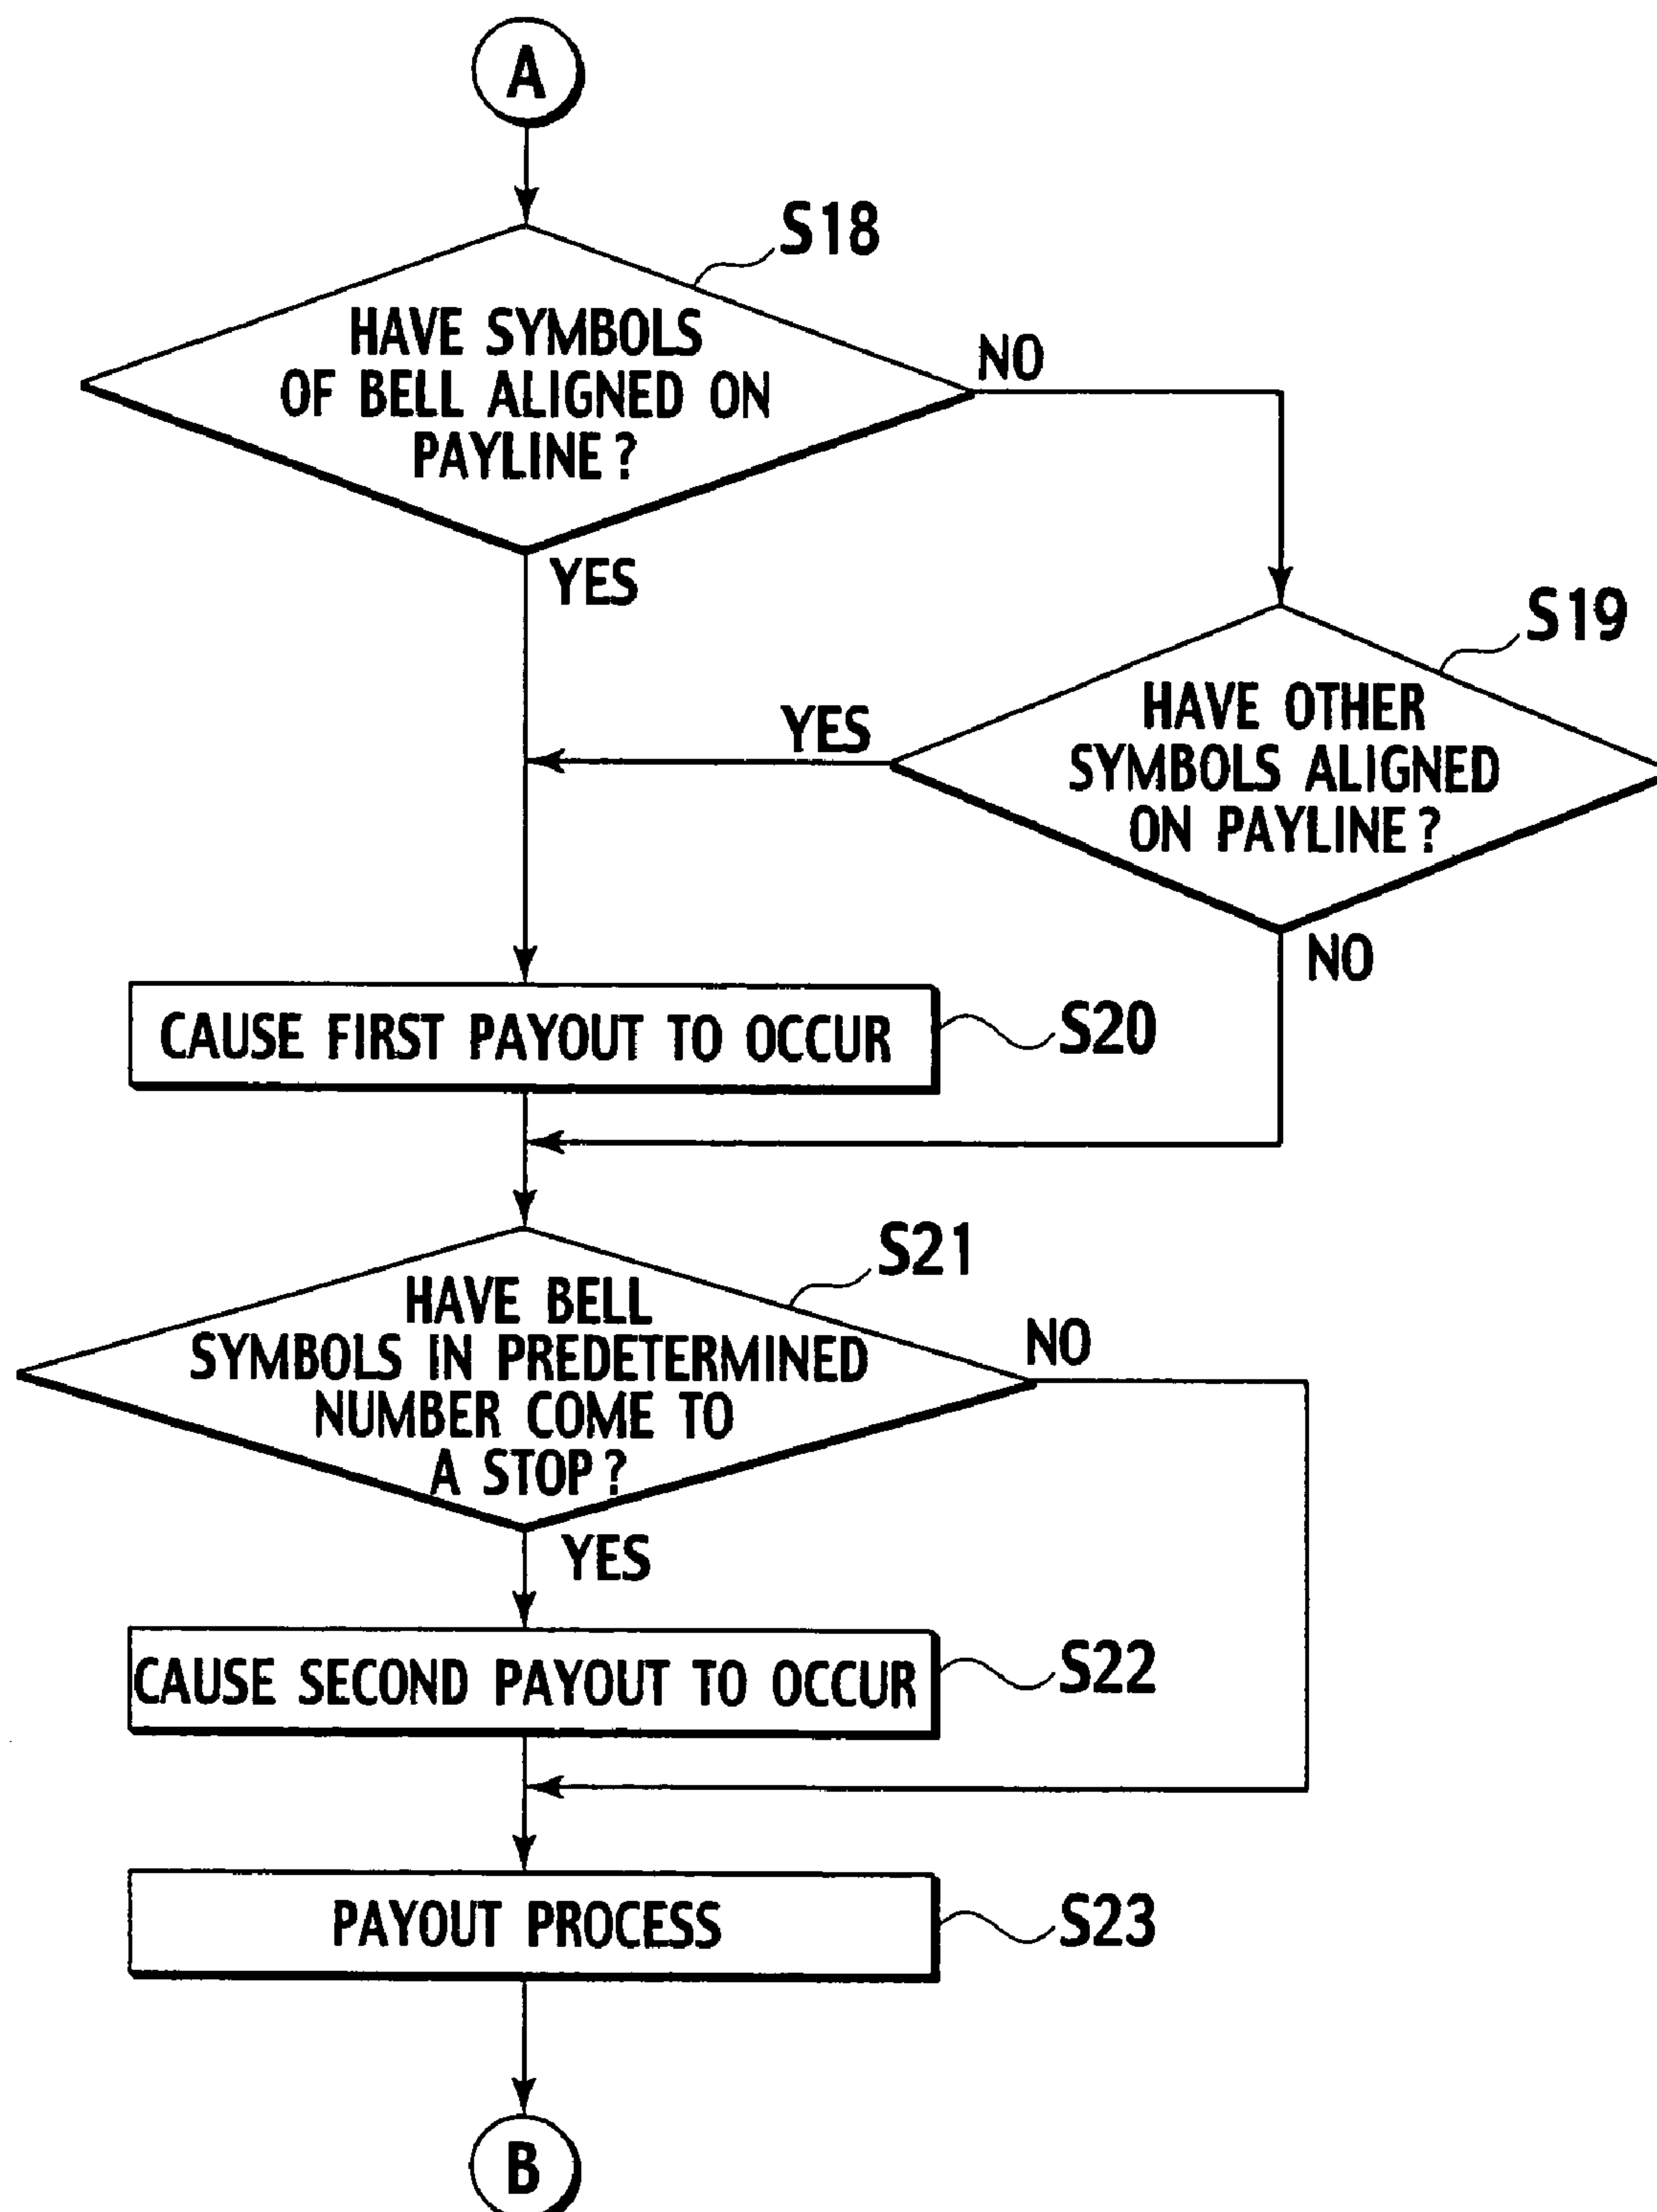 A
S18
HAVE SYMBOLS
OF BELL ALIGNED ON
PAYLINE?
NO
YES
S19
HAVE OTHER
SYMBOLS ALIGNED
ON PAYLINE?
YES
NO
CAUSE FIRST PAYOUT TO OCCUR
S20
S21
HAVE BELL
SYMBOLS IN PREDETERMINED
NUMBER COME TO
A STOP?
NO
YES
CAUSE SECOND PAYOUT TO OCCUR
S22
PAYOUT PROCESS
S23
B